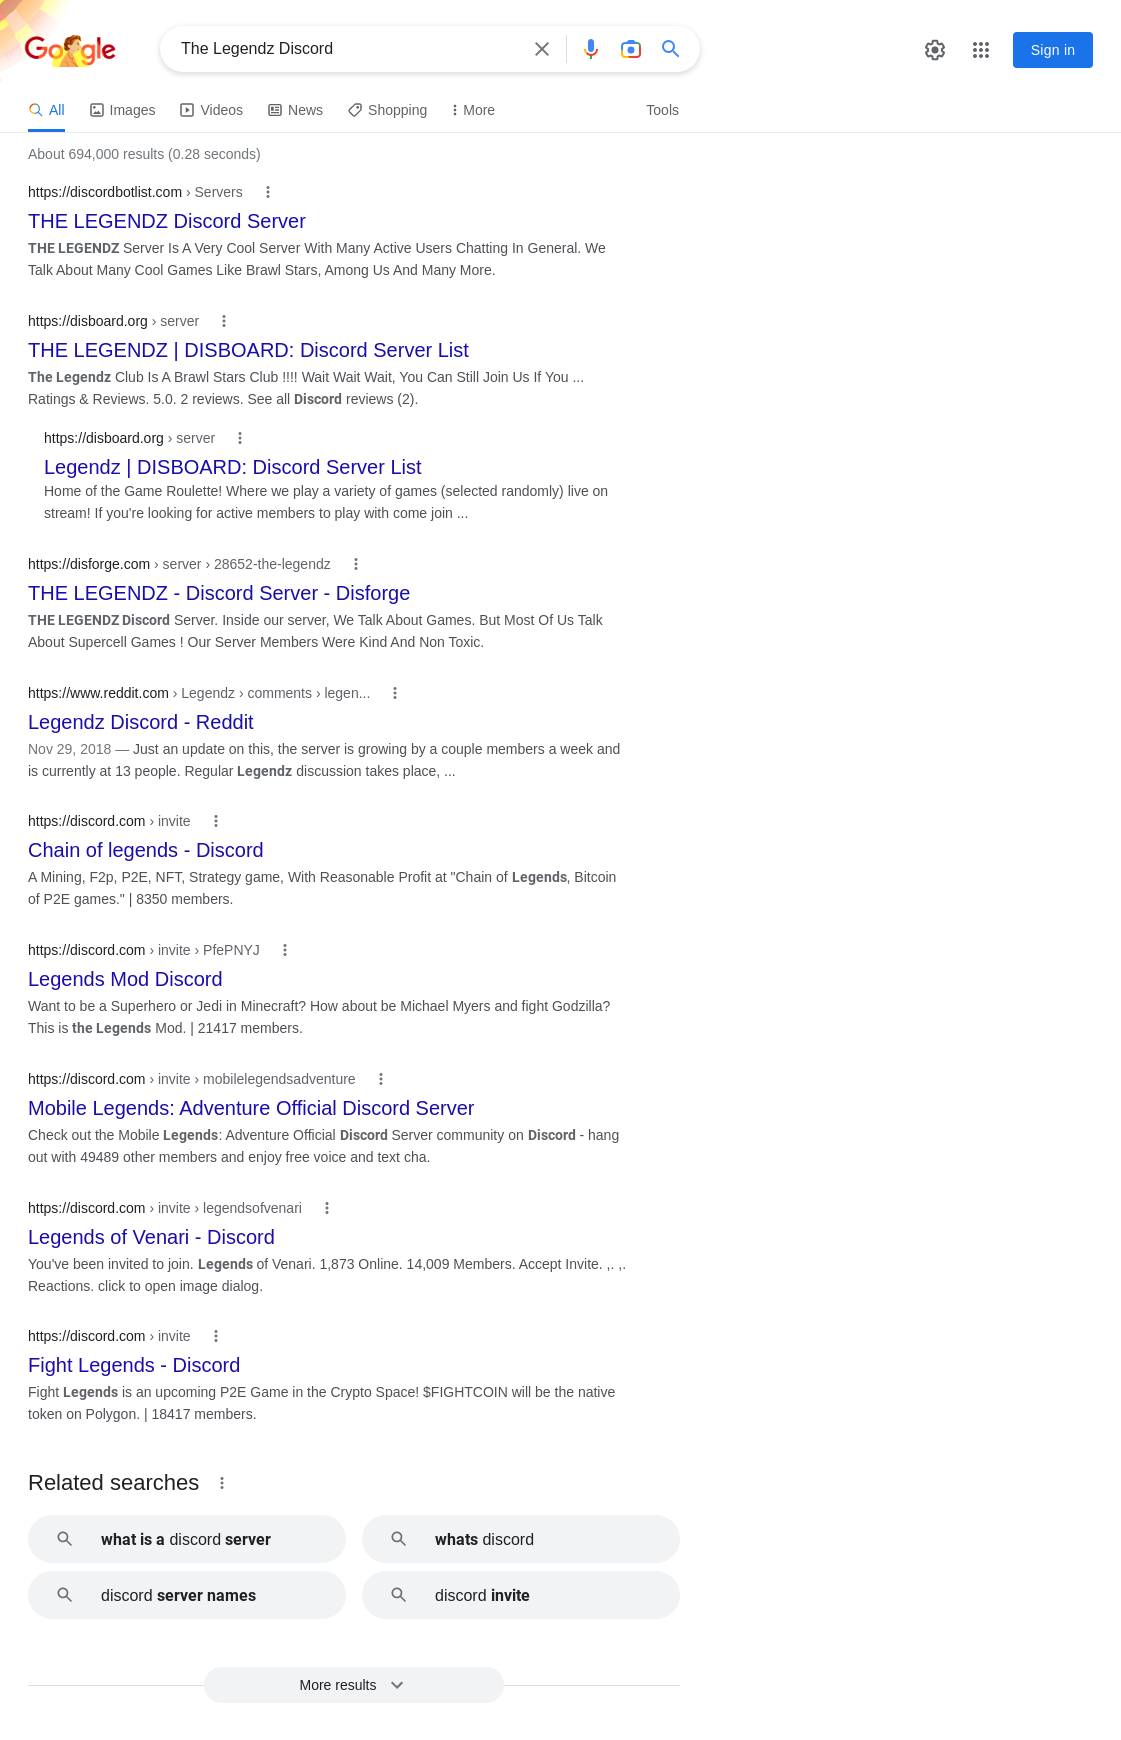 Google
The Legendz Discord
Sign in
All Images Videos News Shopping More Tools
About 694,000 results (0.28 seconds)
https://discordbotlist.com › Servers
THE LEGENDZ Discord Server
THE LEGENDZ Server Is A Very Cool Server With Many Active Users Chatting In General. We
Talk About Many Cool Games Like Brawl Stars, Among Us And Many More.
https://disboard.org › server
THE LEGENDZ | DISBOARD: Discord Server List
The Legendz Club Is A Brawl Stars Club !!!! Wait Wait Wait, You Can Still Join Us If You ...
Ratings & Reviews. 5.0. 2 reviews. See all Discord reviews (2).
https://disboard.org › server
Legendz | DISBOARD: Discord Server List
Home of the Game Roulette! Where we play a variety of games (selected randomly) live on
stream! If you're looking for active members to play with come join ...
https://disforge.com › server › 28652-the-legendz
THE LEGENDZ - Discord Server - Disforge
THE LEGENDZ Discord Server. Inside our server, We Talk About Games. But Most Of Us Talk
About Supercell Games ! Our Server Members Were Kind And Non Toxic.
https://www.reddit.com › Legendz › comments › legen...
Legendz Discord - Reddit
Nov 29, 2018 — Just an update on this, the server is growing by a couple members a week and
is currently at 13 people. Regular Legendz discussion takes place, ...
https://discord.com › invite
Chain of legends - Discord
A Mining, F2p, P2E, NFT, Strategy game, With Reasonable Profit at "Chain of Legends, Bitcoin
of P2E games." | 8350 members.
https://discord.com › invite › PfePNYJ
Legends Mod Discord
Want to be a Superhero or Jedi in Minecraft? How about be Michael Myers and fight Godzilla?
This is the Legends Mod. | 21417 members.
https://discord.com › invite › mobilelegendsadventure
Mobile Legends: Adventure Official Discord Server
Check out the Mobile Legends: Adventure Official Discord Server community on Discord - hang
out with 49489 other members and enjoy free voice and text cha.
https://discord.com › invite › legendsofvenari
Legends of Venari - Discord
You've been invited to join. Legends of Venari. 1,873 Online. 14,009 Members. Accept Invite. ,. ,.
Reactions. click to open image dialog.
https://discord.com › invite
Fight Legends - Discord
Fight Legends is an upcoming P2E Game in the Crypto Space! $FIGHTCOIN will be the native
token on Polygon. | 18417 members.
Related searches
what is a discord server
whats discord
discord server names
discord invite
More results